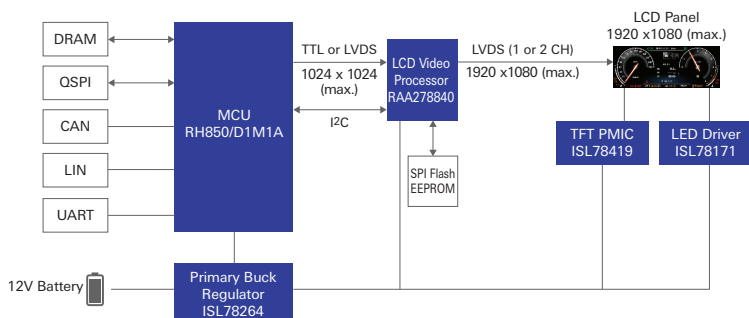 DRAM
QSPI
CAN
LIN
UART
12V Battery
MCU
RH850/D1M1A
Primary Buck
Regulator
ISL78264
TTL or LVDS
1024 x 1024
(max.)
I²C
LCD Video
Processor
RAA278840
SPI Flash
EEPROM
LVDS (1 or 2 CH)
1920 x1080 (max.)
LCD Panel
1920 x1080 (max.)
TFT PMIC
ISL78419
LED Driver
ISL78171